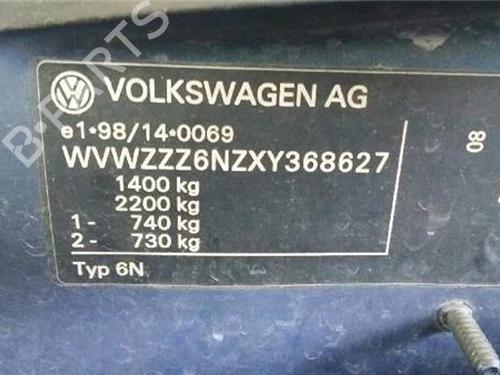 VOLKSWAGEN AG
e1*98/14*0069
WVWZZZ6NZXY368627
1400 kg
2200 kg
1- 740 kg
2- 730 kg
Typ 6N
08
B-PARTS